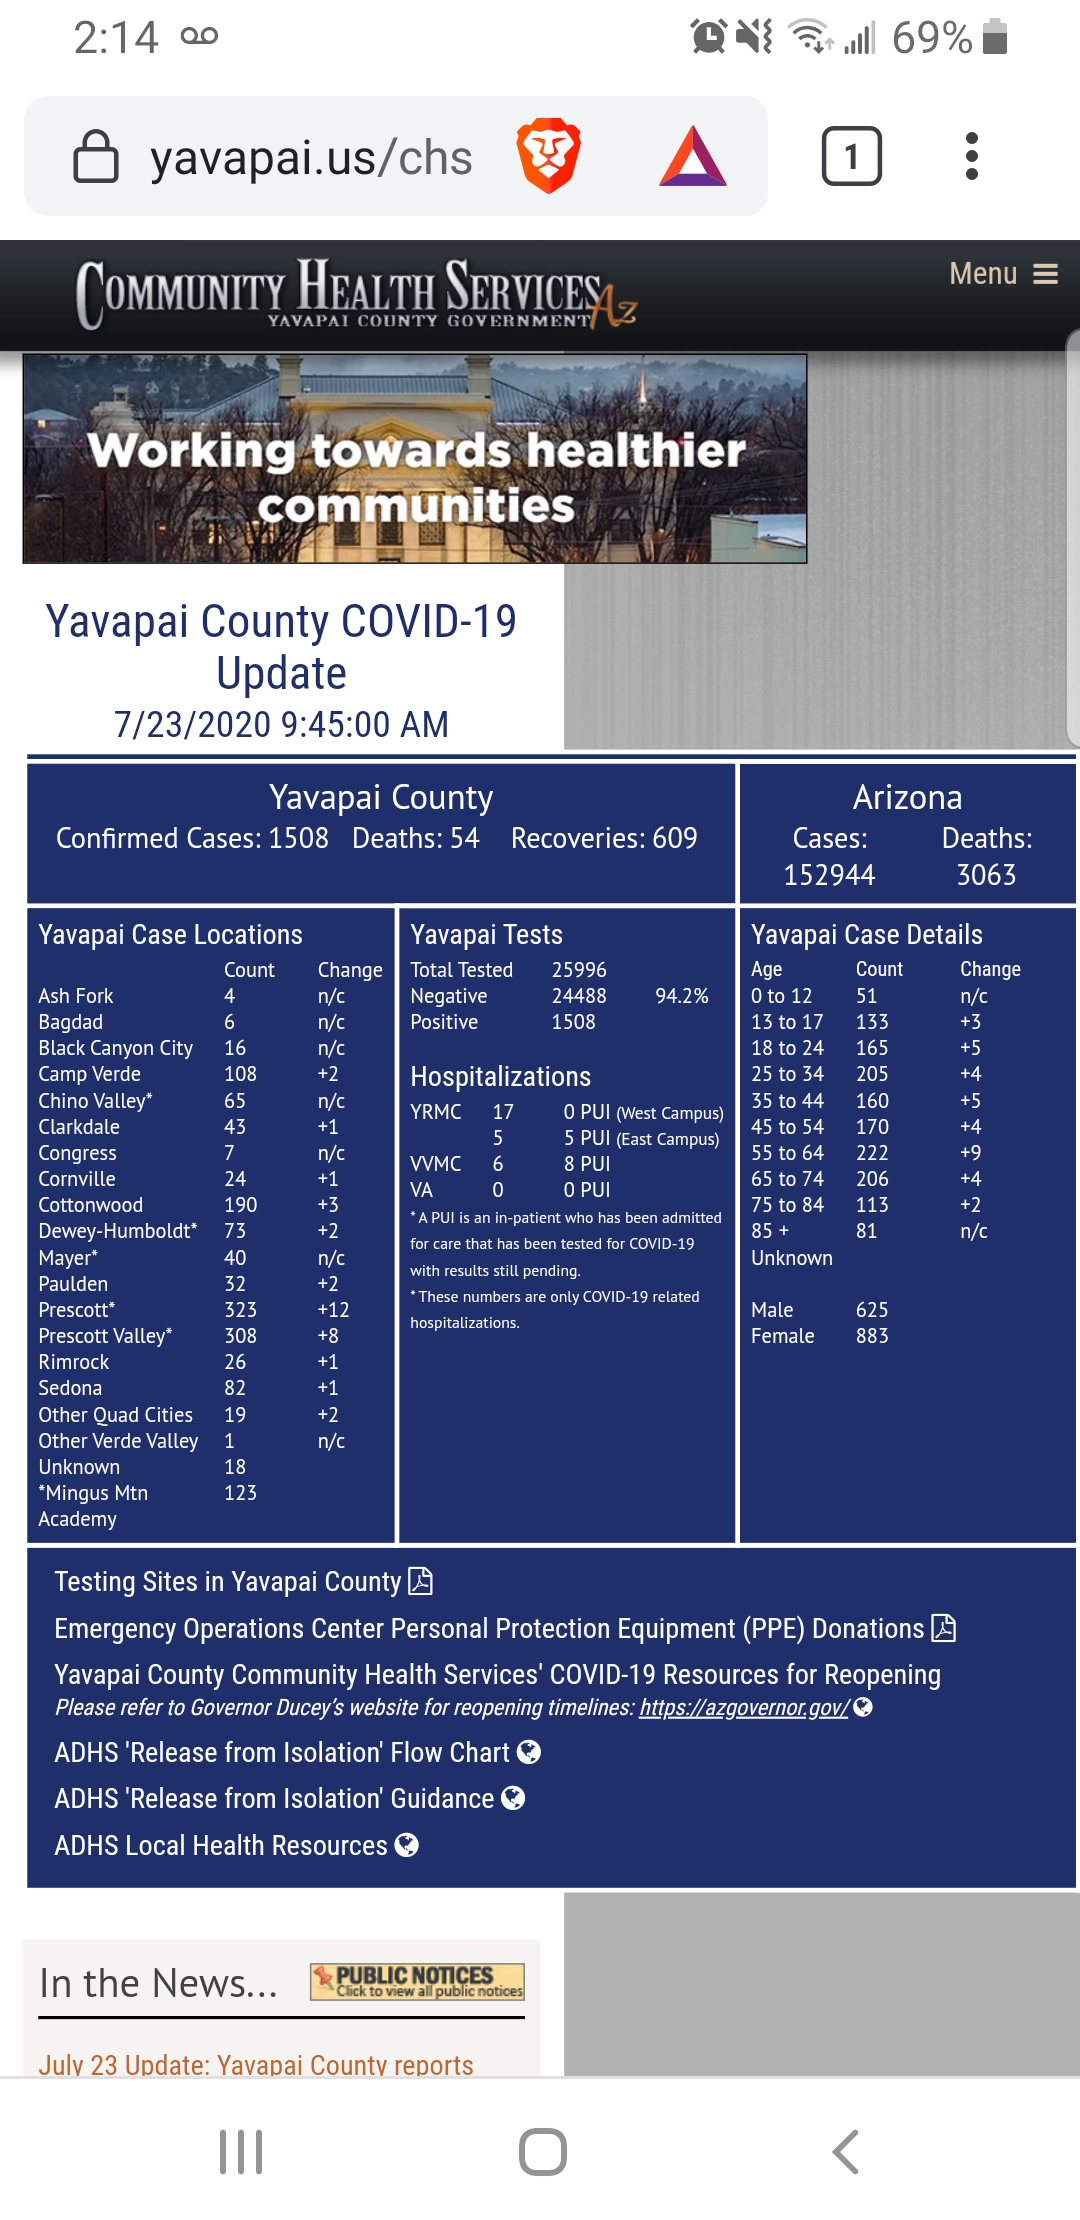 2:14 69%
yavapai.us/chs 1
COMMUNITY HEALTH SERVICES Az
YAVAPAI COUNTY GOVERNMENT
Menu
Working towards healthier
communities
Yavapai County COVID-19
Update
7/23/2020 9:45:00 AM
Yavapai County
Confirmed Cases: 1508 Deaths: 54 Recoveries: 609
Arizona
Cases: Deaths:
152944 3063
Yavapai Case Locations
Count Change
Ash Fork 4 n/c
Bagdad 6 n/c
Black Canyon City 16 n/c
Camp Verde 108 +2
Chino Valley* 65 n/c
Clarkdale 43 +1
Congress 7 n/c
Cornville 24 +1
Cottonwood 190 +3
Dewey-Humboldt* 73 +2
Mayer* 40 n/c
Paulden 32 +2
Prescott* 323 +12
Prescott Valley* 308 +8
Rimrock 26 +1
Sedona 82 +1
Other Quad Cities 19 +2
Other Verde Valley 1 n/c
Unknown 18
*Mingus Mtn 123
Academy
Yavapai Tests
Total Tested 25996
Negative 24488 94.2%
Positive 1508
Hospitalizations
YRMC 17 0 PUI (West Campus)
5 5 PUI (East Campus)
VVMC 6 8 PUI
VA 0 0 PUI
* A PUI is an in-patient who has been admitted
for care that has been tested for COVID-19
with results still pending.
* These numbers are only COVID-19 related
hospitalizations.
Yavapai Case Details
Age Count Change
0 to 12 51 n/c
13 to 17 133 +3
18 to 24 165 +5
25 to 34 205 +4
35 to 44 160 +5
45 to 54 170 +4
55 to 64 222 +9
65 to 74 206 +4
75 to 84 113 +2
85 + 81 n/c
Unknown
Male 625
Female 883
Testing Sites in Yavapai County
Emergency Operations Center Personal Protection Equipment (PPE) Donations
Yavapai County Community Health Services' COVID-19 Resources for Reopening
Please refer to Governor Ducey's website for reopening timelines: https://azgovernor.gov/
ADHS 'Release from Isolation' Flow Chart
ADHS 'Release from Isolation' Guidance
ADHS Local Health Resources
In the News...
PUBLIC NOTICES
Click to view all public notices
July 23 Update: Yavapai County reports